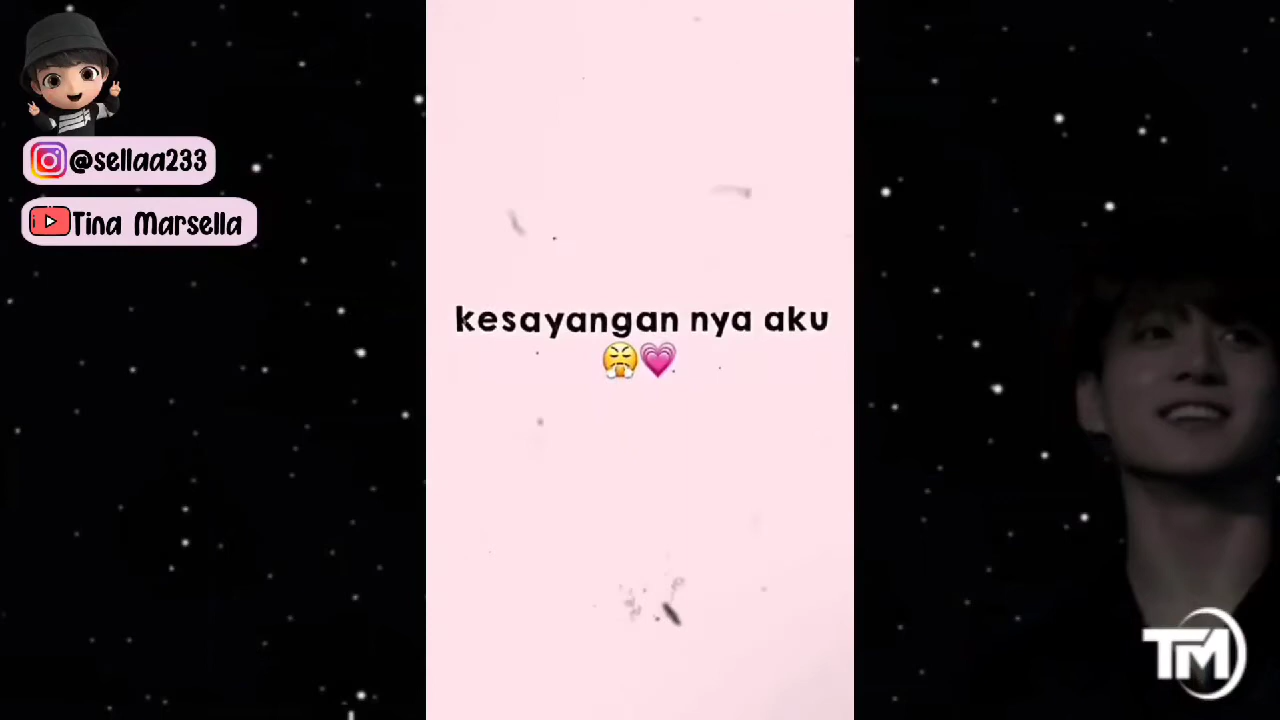 @sellaa233
Tina Marsella
kesayangan nya aku
😤💗
TM